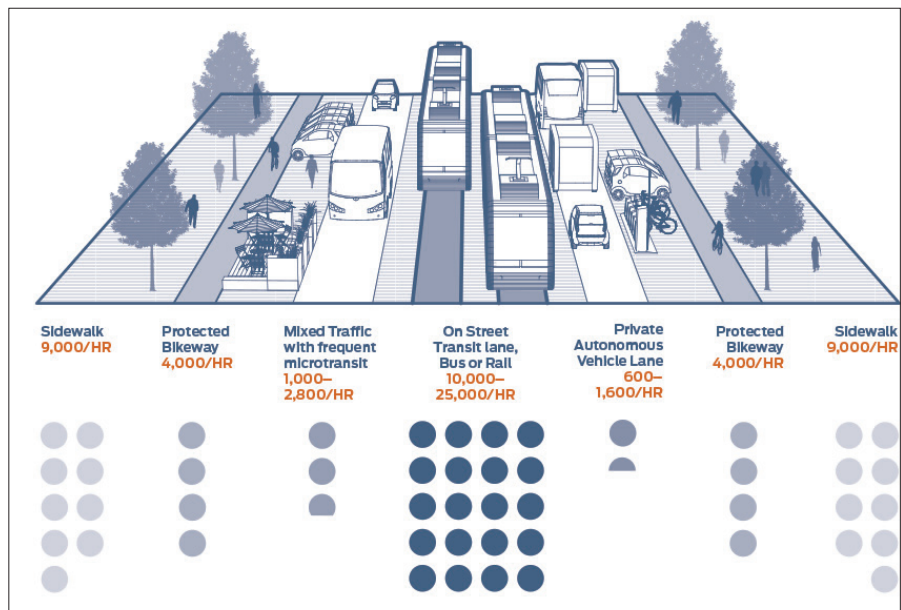 Sidewalk
9,000/HR
Protected
Bikeway
4,000/HR
Mixed Traffic
with frequent
microtransit
1,000–
2,800/HR
On Street
Transit lane,
Bus or Rail
10,000–
25,000/HR
Private
Autonomous
Vehicle Lane
600–
1,600/HR
Protected
Bikeway
4,000/HR
Sidewalk
9,000/HR